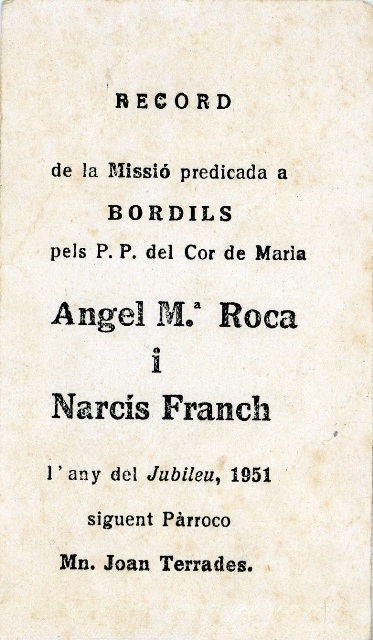 RECORD
de la Missió predicada a
BORDILS
pels P. P. del Cor de Maria
Angel M.ª Roca
i
Narcís Franch
l'any del Jubileu, 1951
siguent Pàrroco
Mn. Joan Terrades.